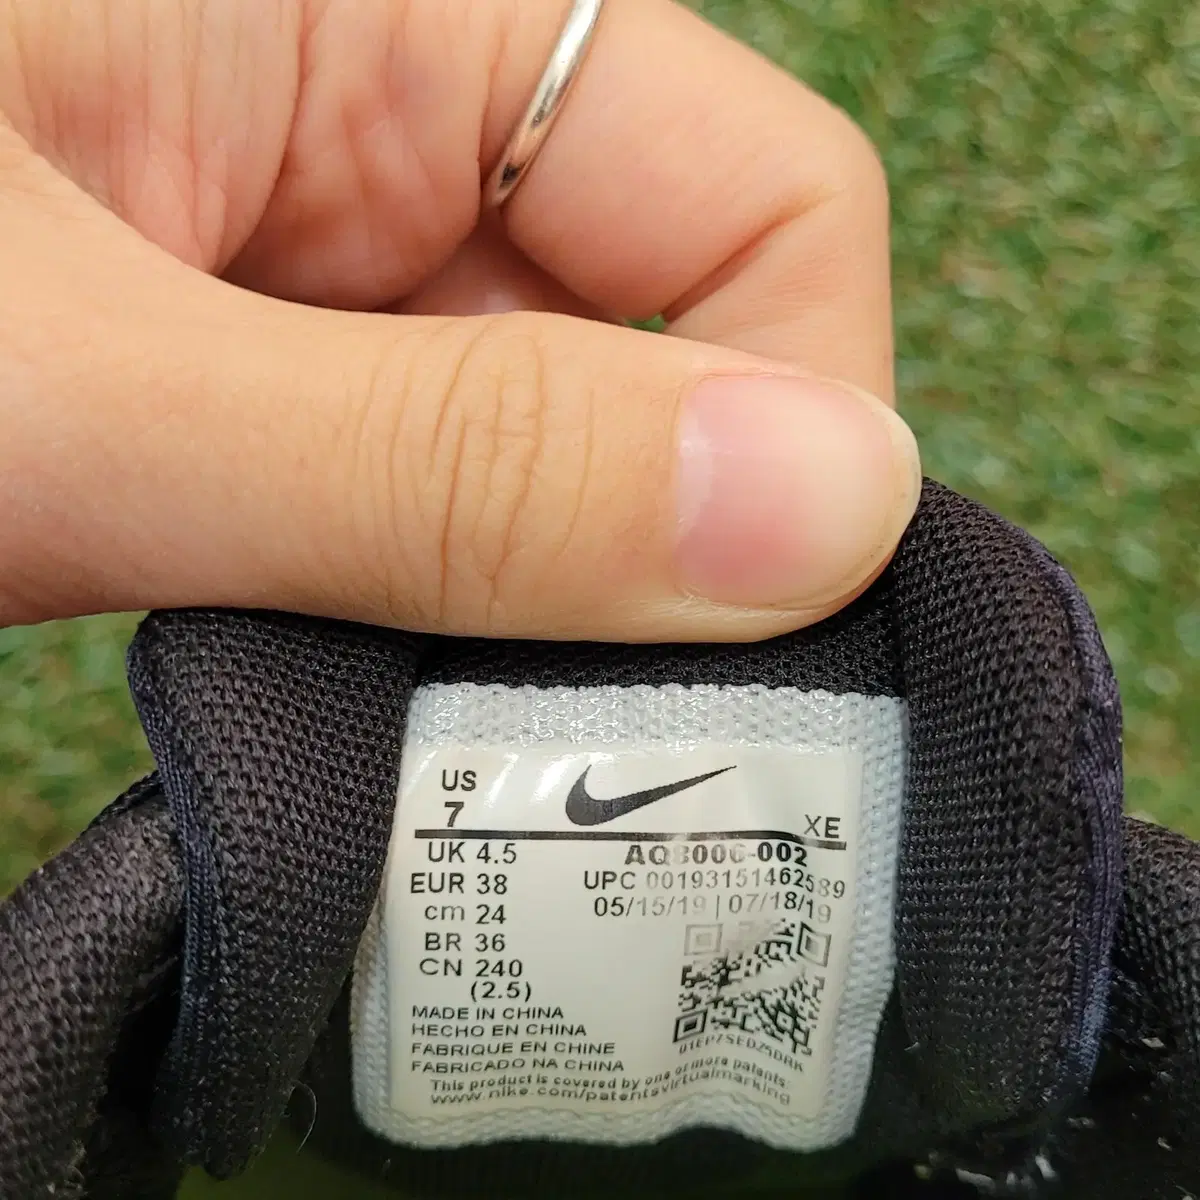 US
7
XE
UK 4.5
EUR 38
cm 24
BR 36
CN 240
(2.5)
AQ8006-002
UPC 00193151462589
05/15/19 | 07/18/19
MADE IN CHINA
HECHO EN CHINA
FABRIQUE EN CHINE
FABRICADO NA CHINA
This product is covered by one or more patents.
www.nike.com/patentsvirtualmarking